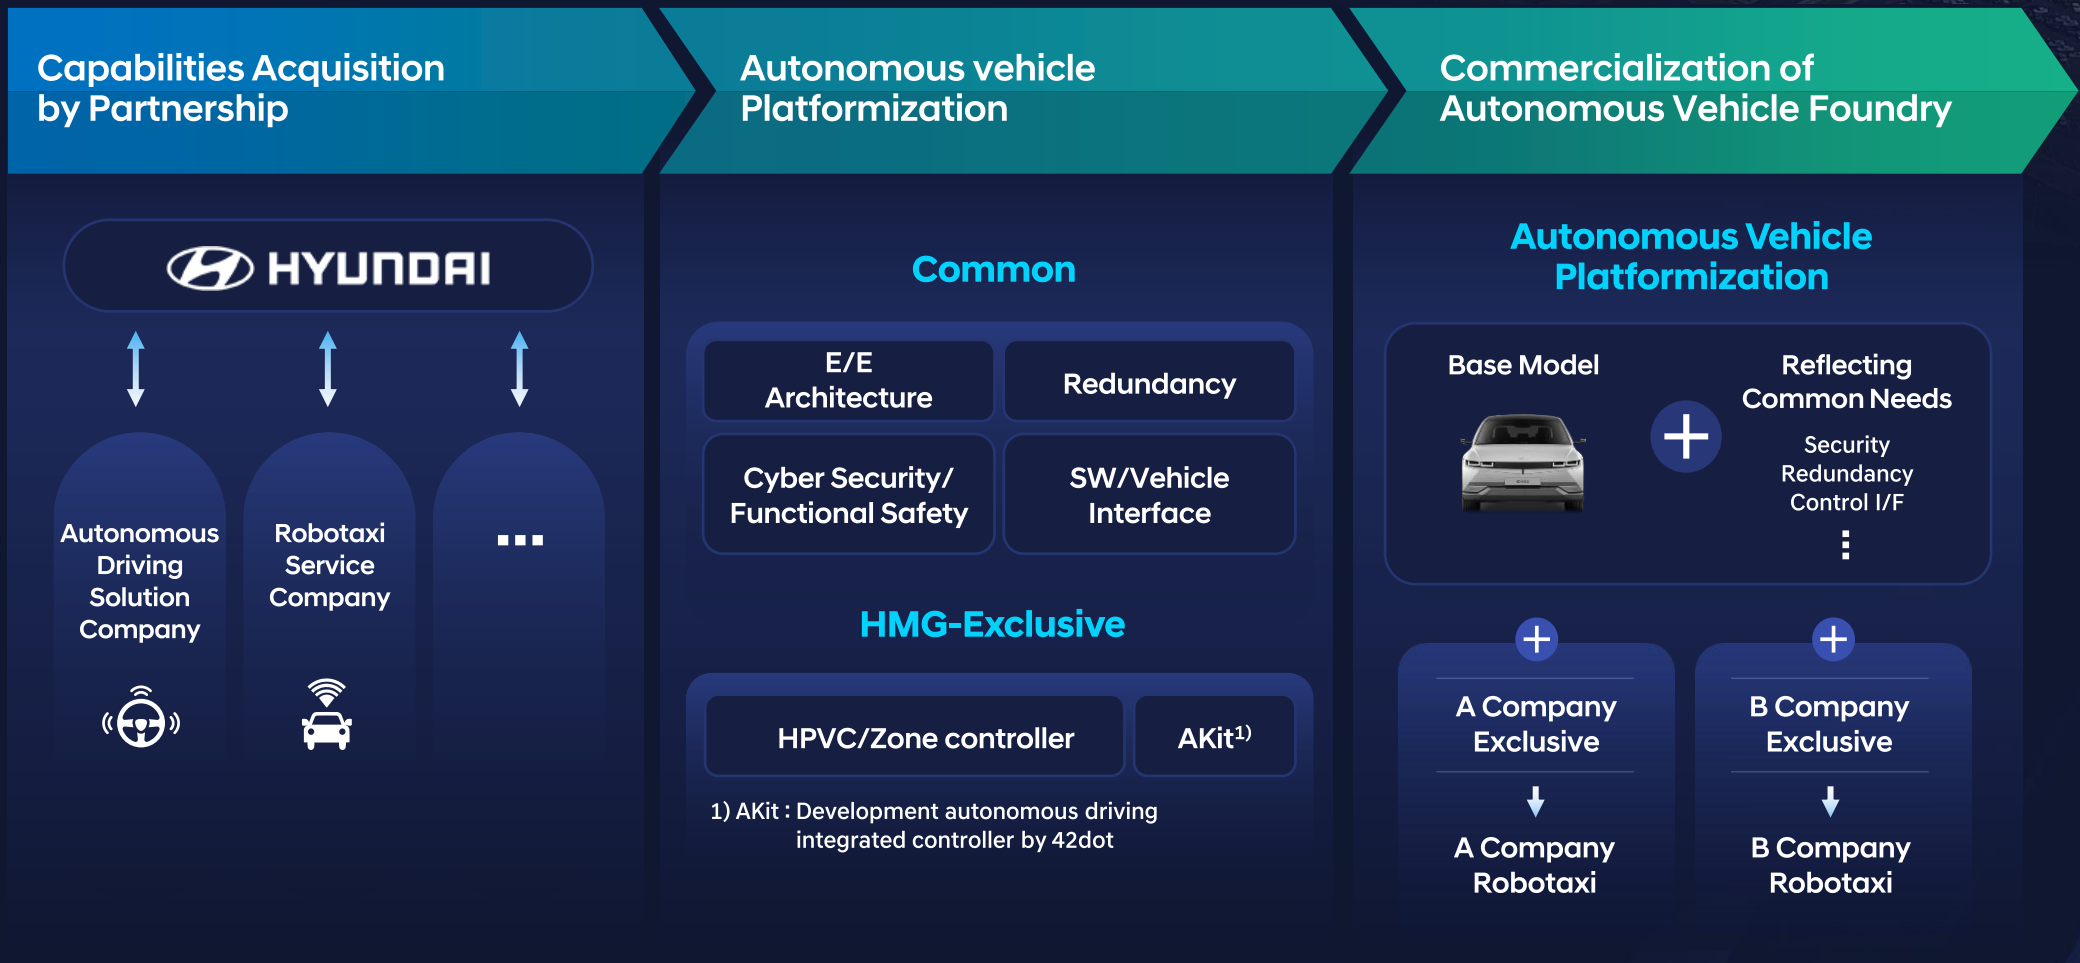 Capabilities Acquisition
by Partnership
Autonomous vehicle
Platformization
Commercialization of
Autonomous Vehicle Foundry
HYUNDAI
Autonomous
Driving
Solution
Company
Robotaxi
Service
Company
...
Common
E/E
Architecture
Redundancy
Cyber Security/
Functional Safety
SW/Vehicle
Interface
HMG-Exclusive
HPVC/Zone controller
AKit¹⁾
1) AKit : Development autonomous driving
integrated controller by 42dot
Autonomous Vehicle
Platformization
Base Model
Reflecting
Common Needs
Security
Redundancy
Control I/F
⋮
A Company
Exclusive
A Company
Robotaxi
B Company
Exclusive
B Company
Robotaxi